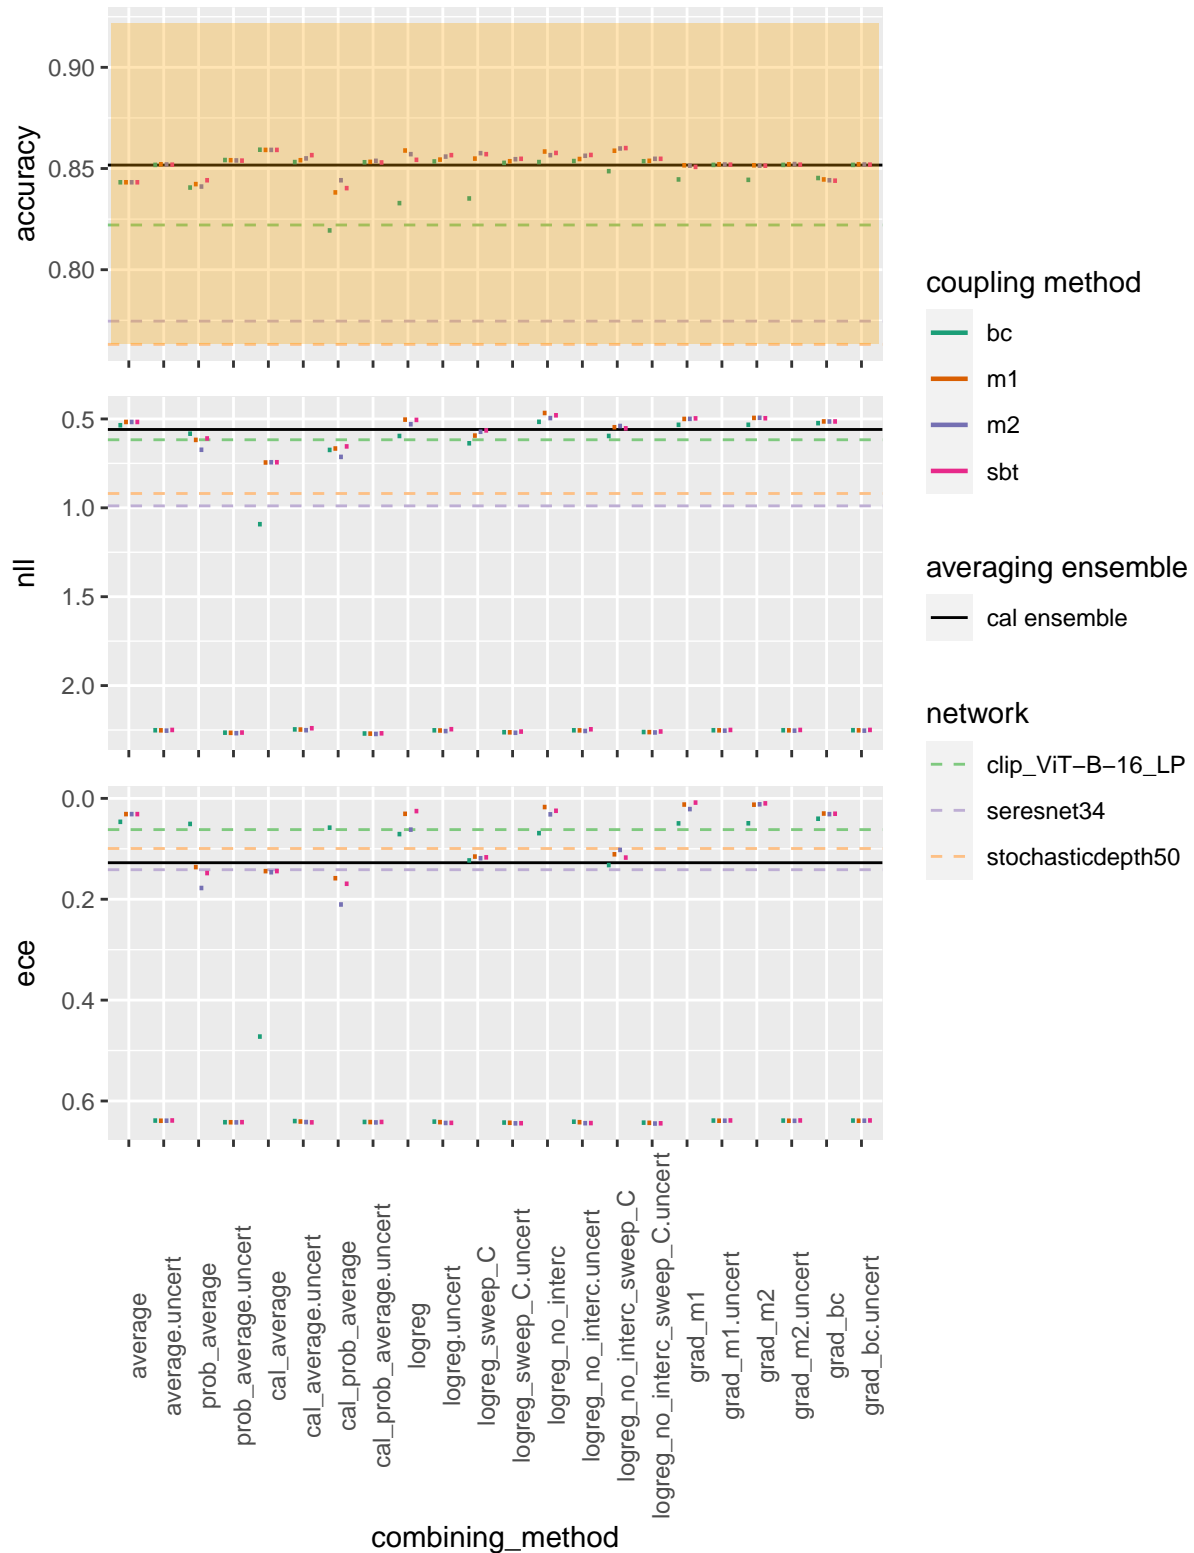 accuracy
0.90
0.85
0.80
nll
0.5
1.0
1.5
2.0
ece
0.0
0.2
0.4
0.6
average
average.uncert
prob_average
prob_average.uncert
cal_average
cal_average.uncert
cal_prob_average
cal_prob_average.uncert
logreg
logreg.uncert
logreg_sweep_C
logreg_sweep_C.uncert
logreg_no_interc
logreg_no_interc.uncert
logreg_no_interc_sweep_C
logreg_no_interc_sweep_C.uncert
grad_m1
grad_m1.uncert
grad_m2
grad_m2.uncert
grad_bc
grad_bc.uncert
combining_method
coupling method
bc
m1
m2
sbt
averaging ensemble
cal ensemble
network
clip_ViT−B−16_LP
seresnet34
stochasticdepth50